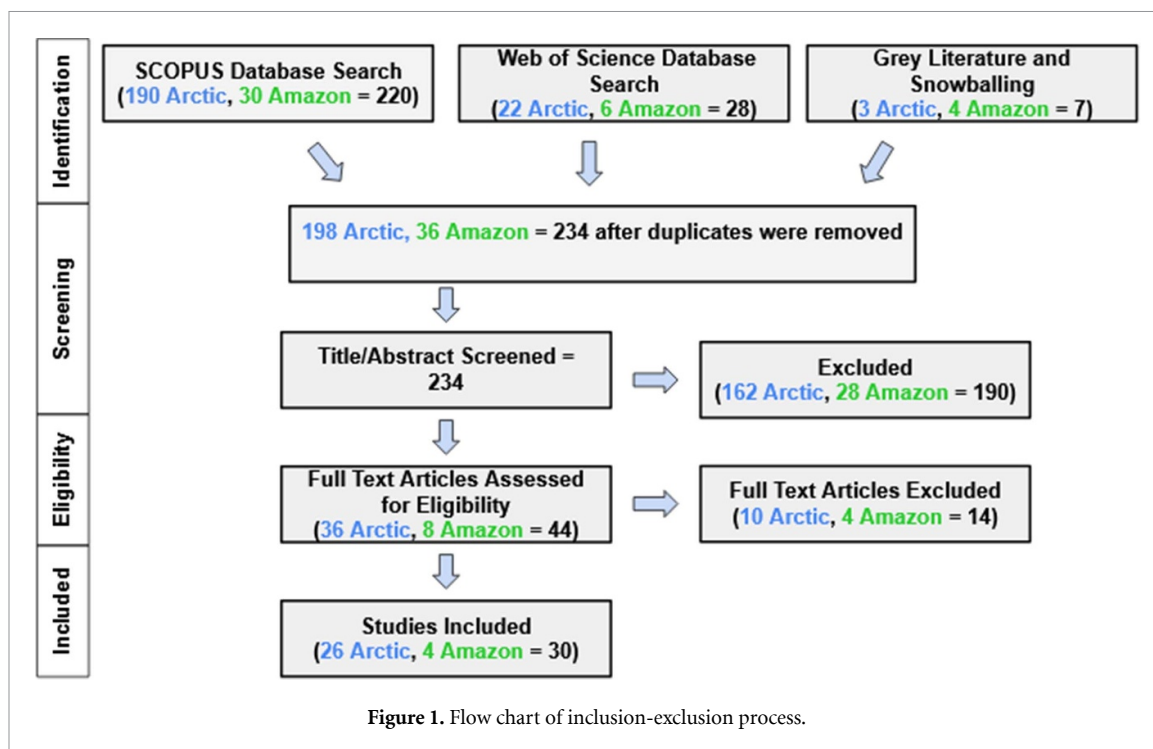 Identification
SCOPUS Database Search
(190 Arctic, 30 Amazon = 220)
Web of Science Database
Search
(22 Arctic, 6 Amazon = 28)
Grey Literature and
Snowballing
(3 Arctic, 4 Amazon = 7)
Screening
198 Arctic, 36 Amazon = 234 after duplicates were removed
Title/Abstract Screened =
234
Excluded
(162 Arctic, 28 Amazon = 190)
Eligibility
Full Text Articles Assessed
for Eligibility
(36 Arctic, 8 Amazon = 44)
Full Text Articles Excluded
(10 Arctic, 4 Amazon = 14)
Included
Studies Included
(26 Arctic, 4 Amazon = 30)
Figure 1. Flow chart of inclusion-exclusion process.